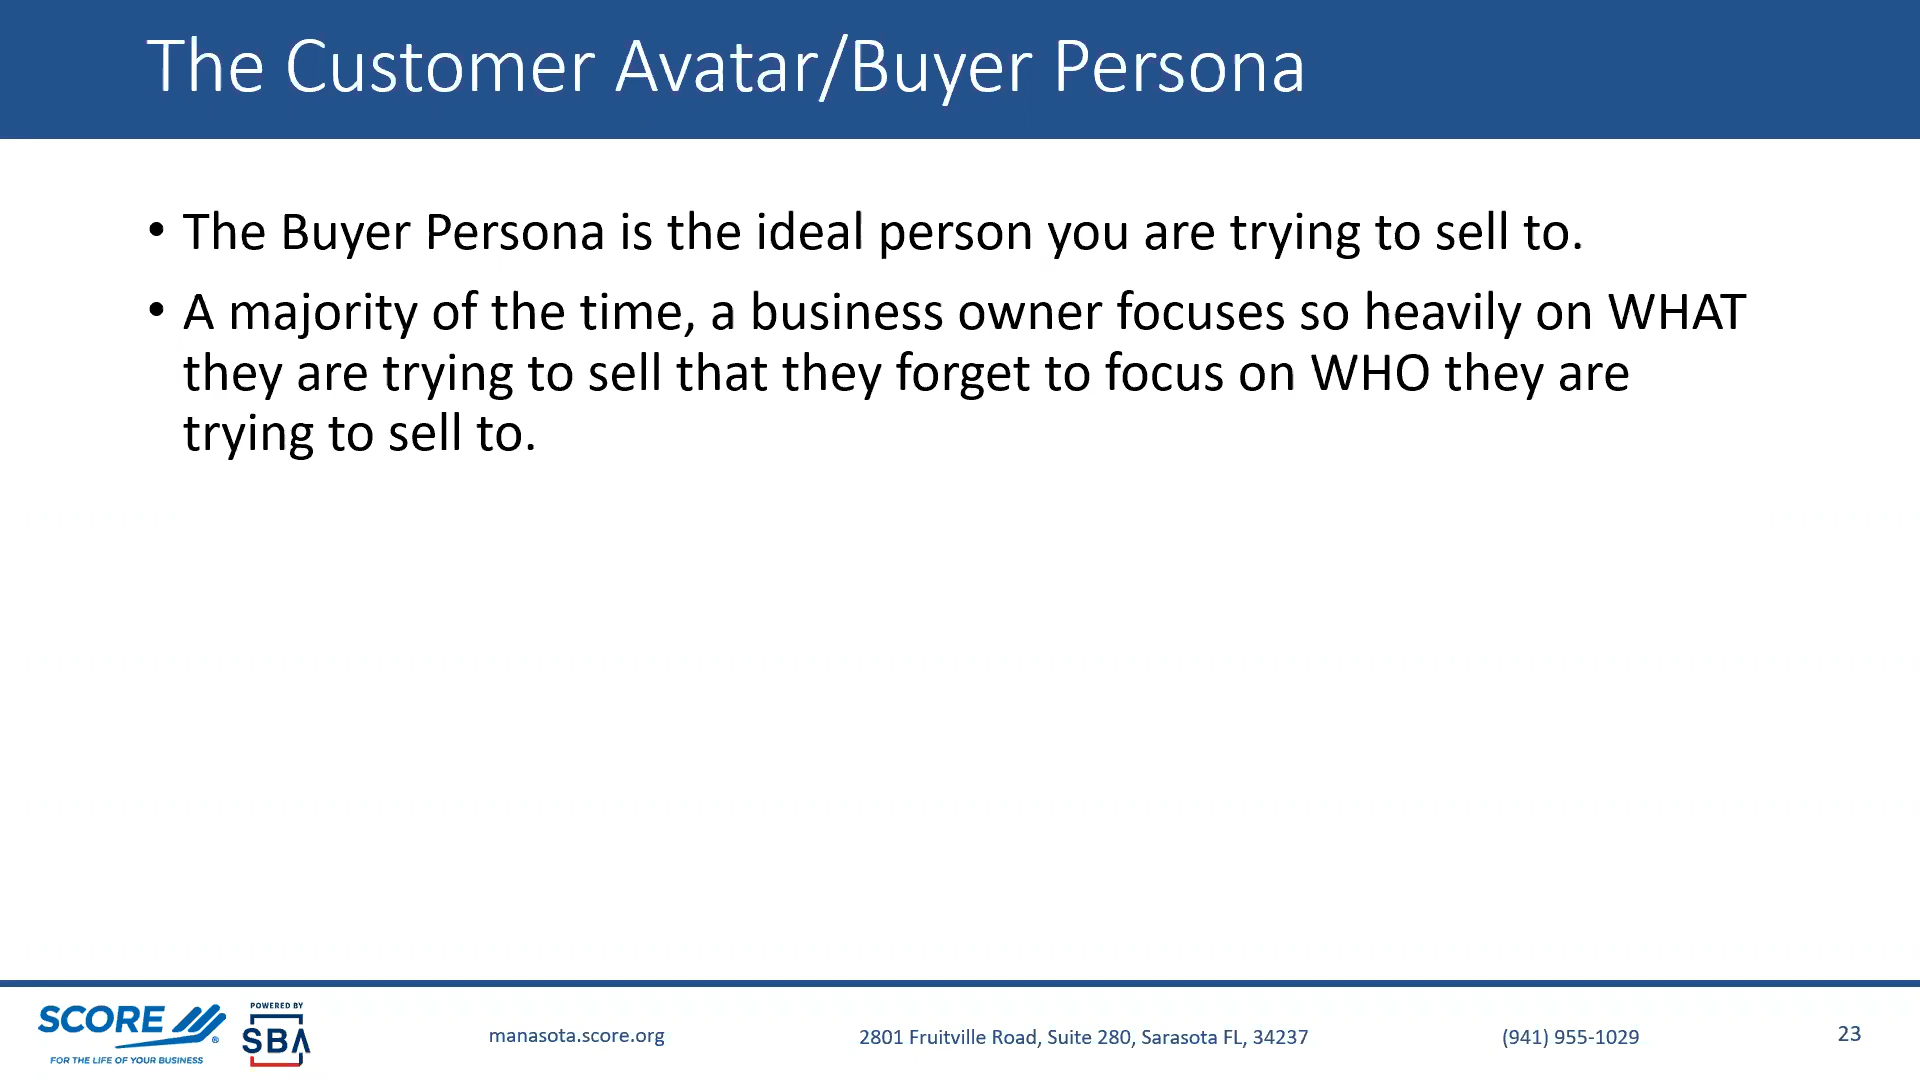 The Customer Avatar/Buyer Persona
• The Buyer Persona is the ideal person you are trying to sell to.
• A majority of the time, a business owner focuses so heavily on WHAT
they are trying to sell that they forget to focus on WHO they are
trying to sell to.
SCORE
®
FOR THE LIFE OF YOUR BUSINESS
POWERED BY
SBA
manasota.score.org
2801 Fruitville Road, Suite 280, Sarasota FL, 34237
(941) 955-1029
23